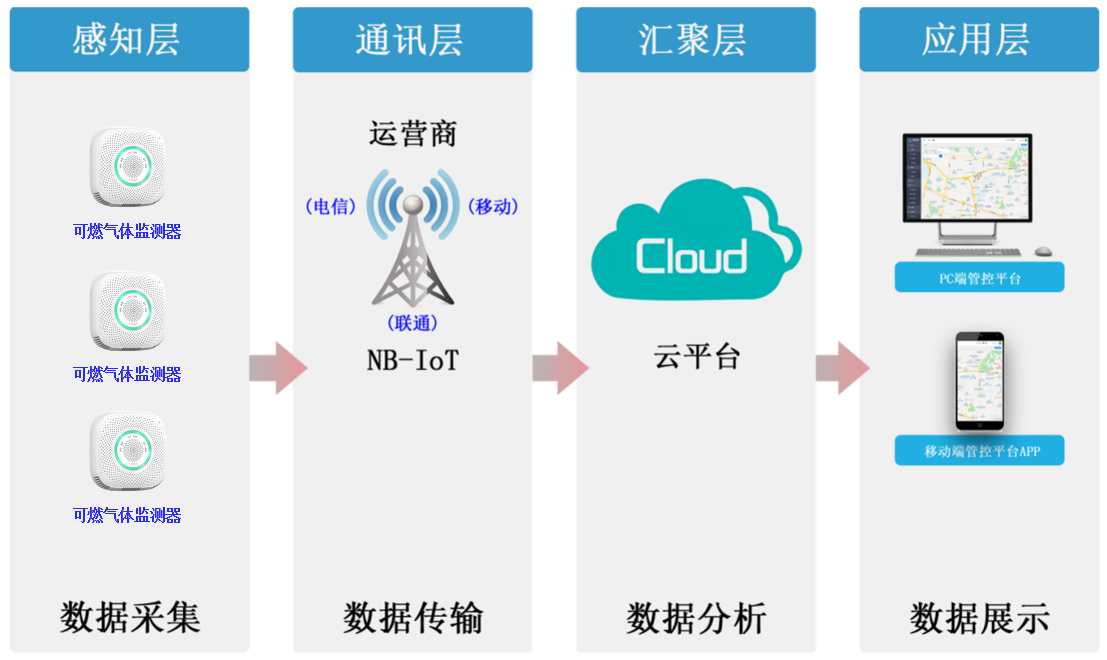 感知层
可燃气体监测器
可燃气体监测器
可燃气体监测器
数据采集
通讯层
运营商
(电信)
(移动)
(联通)
NB-IoT
数据传输
汇聚层
Cloud
云平台
数据分析
应用层
PC端管控平台
移动端管控平台APP
数据展示